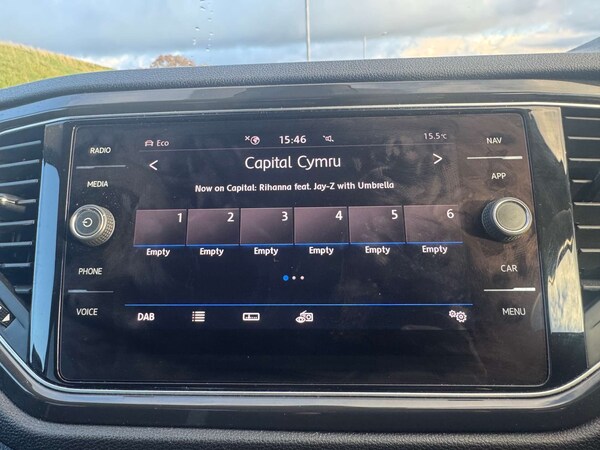 RADIO
MEDIA
PHONE
VOICE
Eco 15:46 15.5°C
< Capital Cymru >
Now on Capital: Rihanna feat. Jay-Z with Umbrella
1 2 3 4 5 6
Empty Empty Empty Empty Empty Empty
DAB
NAV
APP
CAR
MENU